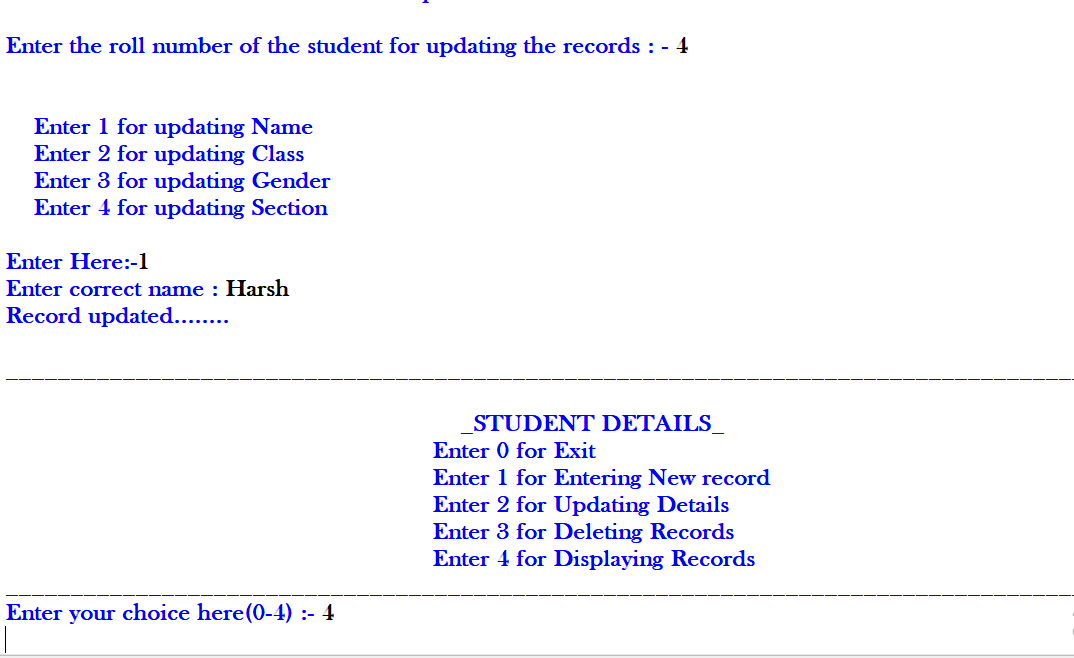 Enter the roll number of the student for updating the records : - 4
Enter 1 for updating Name
Enter 2 for updating Class
Enter 3 for updating Gender
Enter 4 for updating Section
Enter Here:-1
Enter correct name : Harsh
Record updated........
_STUDENT DETAILS_
Enter 0 for Exit
Enter 1 for Entering New record
Enter 2 for Updating Details
Enter 3 for Deleting Records
Enter 4 for Displaying Records
Enter your choice here(0-4) :- 4